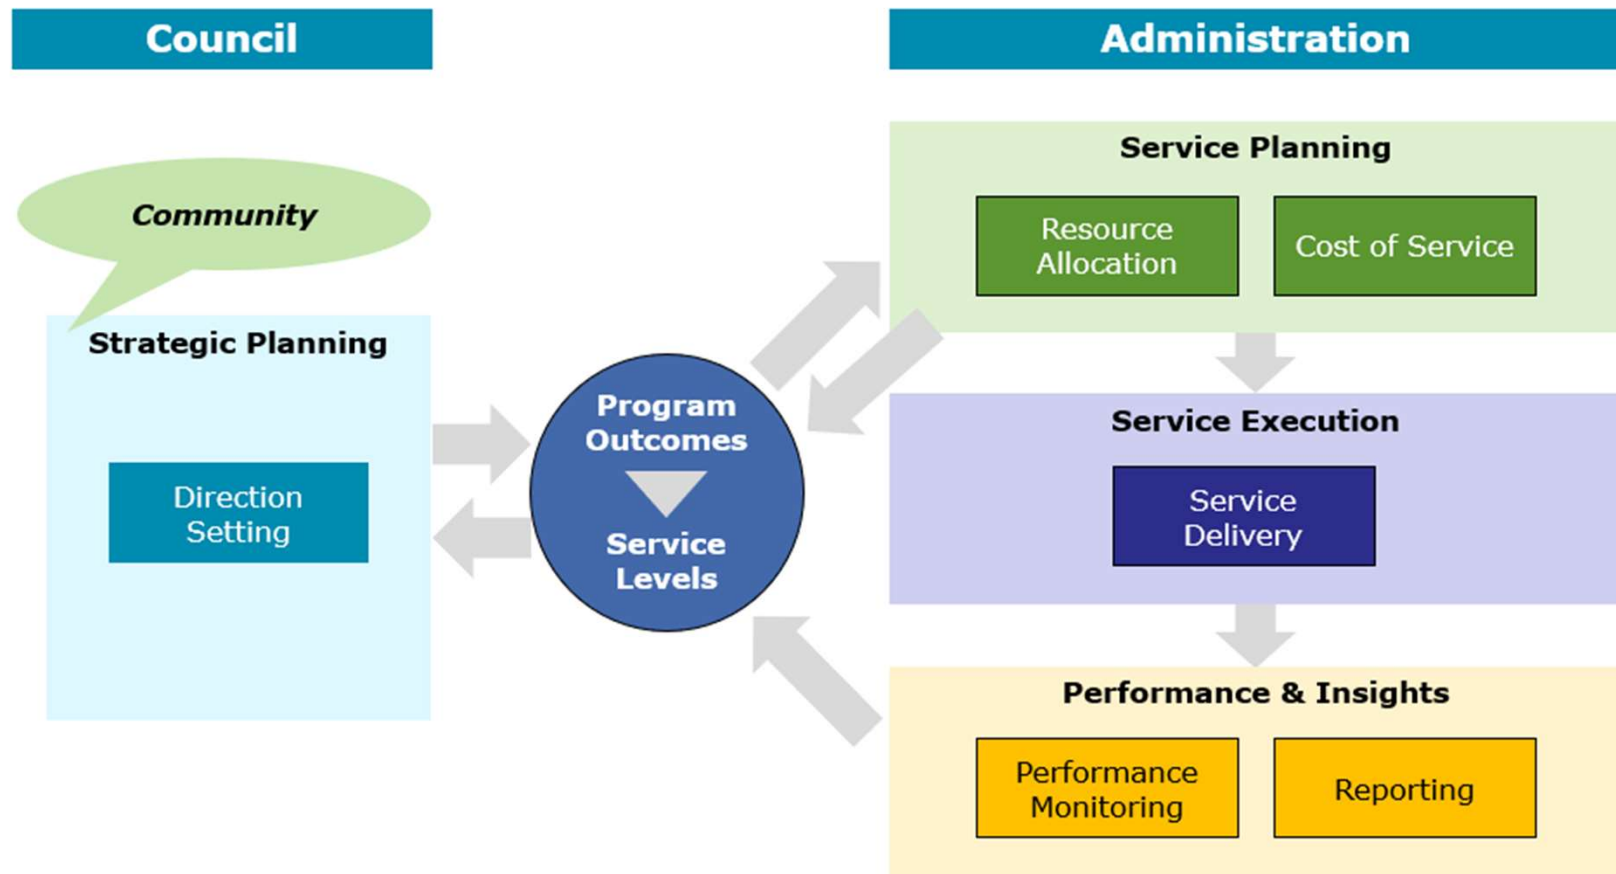 Council
Administration
Community
Strategic Planning
Direction
Setting
Program
Outcomes
Service
Levels
Service Planning
Resource
Allocation
Cost of Service
Service Execution
Service
Delivery
Performance & Insights
Performance
Monitoring
Reporting